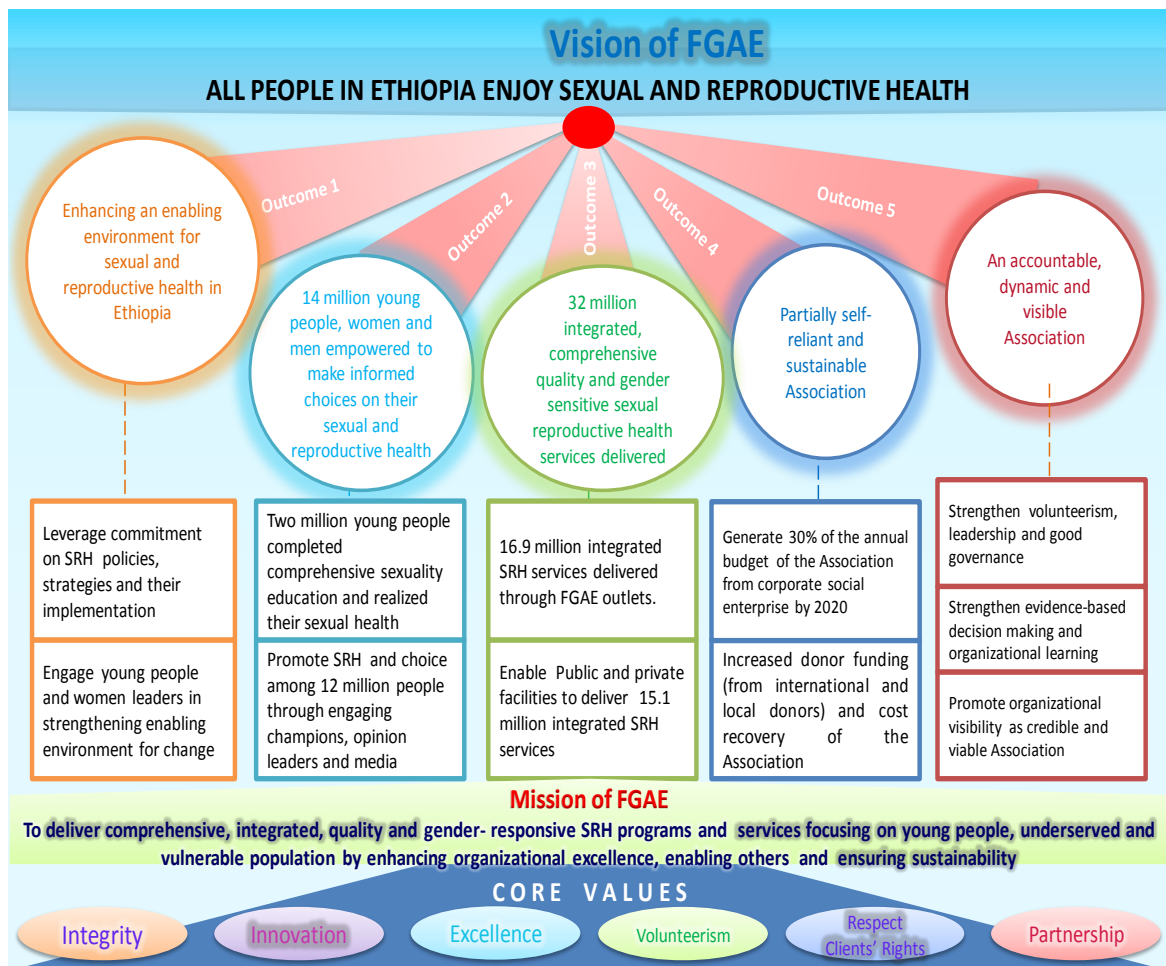 Vision of FGAE
ALL PEOPLE IN ETHIOPIA ENJOY SEXUAL AND REPRODUCTIVE HEALTH
Outcome 1
Outcome 2
Outcome 3
Outcome 4
Outcome 5
Enhancing an enabling
environment for
sexual and
reproductive health in
Ethiopia
14 million young
people, women and
men empowered to
make informed
choices on their
sexual and
reproductive health
32 million
integrated,
comprehensive
quality and gender
sensitive sexual
reproductive health
services delivered
Partially self-
reliant and
sustainable
Association
An accountable,
dynamic and
visible
Association
Leverage commitment
on SRH policies,
strategies and their
implementation
Engage young people
and women leaders in
strengthening enabling
environment for change
Two million young people
completed
comprehensive sexuality
education and realized
their sexual health
Promote SRH and choice
among 12 million people
through engaging
champions, opinion
leaders and media
16.9 million integrated
SRH services delivered
through FGAE outlets.
Enable Public and private
facilities to deliver 15.1
million integrated SRH
services
Generate 30% of the annual
budget of the Association
from corporate social
enterprise by 2020
Increased donor funding
(from international and
local donors) and cost
recovery of the
Association
Strengthen volunteerism,
leadership and good
governance
Strengthen evidence-based
decision making and
organizational learning
Promote organizational
visibility as credible and
viable Association
Mission of FGAE
To deliver comprehensive, integrated, quality and gender- responsive SRH programs and services focusing on young people, underserved and
vulnerable population by enhancing organizational excellence, enabling others and ensuring sustainability
CORE VALUES
Integrity
Innovation
Excellence
Volunteerism
Respect
Clients' Rights
Partnership